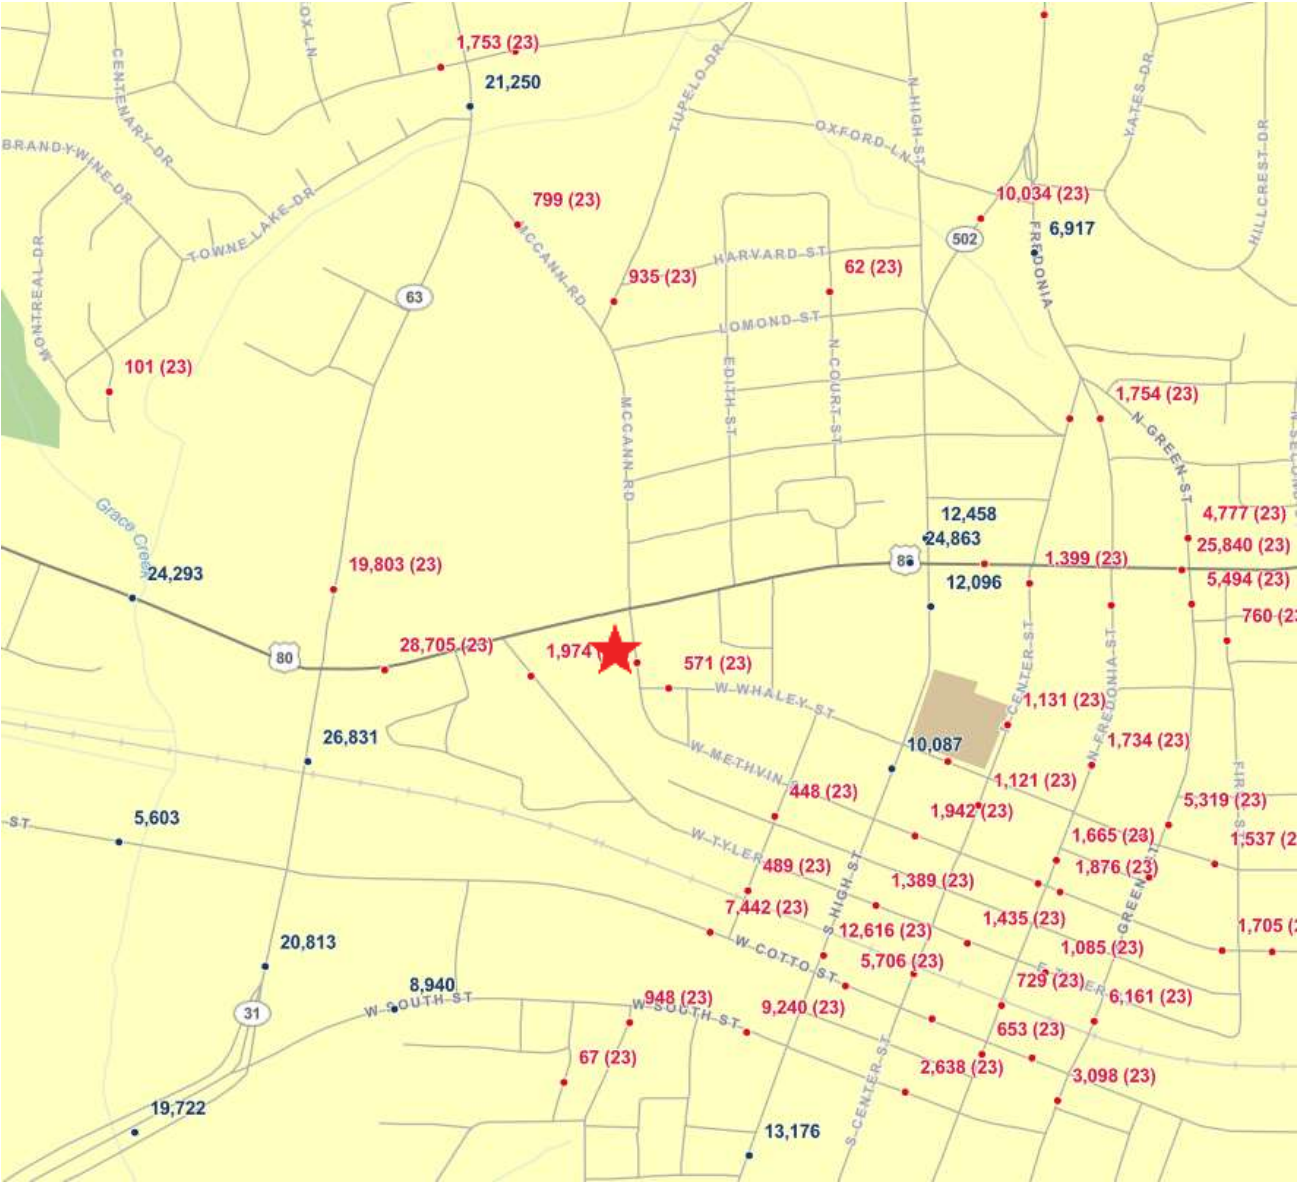 1,753 (23)
OX LN
CENTENARY DR
21,250
TUPELO DR
N HIGH ST
YATES DR
OXFORD LN
HILLCREST DR
BRANDYWINE DR
799 (23)
10,034 (23)
TOWNE LAKE DR
MCCANN RD
502
6,917
FREDONIA
MONTREAL DR
HARVARD ST
935 (23)
62 (23)
63
LOMOND ST
101 (23)
EDITH ST
N COURT ST
1,754 (23)
MCCANN RD
N GREEN ST
Grace Creek
12,458
4,777 (23)
24,863
25,840 (23)
80
1,399 (23)
24,293
19,803 (23)
12,096
5,494 (23)
760 (23
28,705 (23)
1,974
80
571 (23)
W WHALEY ST
CENTER ST
N FREDONIA ST
1,131 (23)
26,831
10,087
1,734 (23)
W METHVIN S
1,121 (23)
FIR ST
448 (23)
1,942 (23)
5,319 (23)
5,603
ST
W TYLER
1,665 (23)
1,537 (2
489 (23)
1,389 (23)
1,876 (23)
S HIGH ST
GREEN ST
7,442 (23)
12,616 (23)
1,435 (23)
1,705 (2
20,813
W COTTO ST
5,706 (23)
1,085 (23)
8,940
729 (23)
W SOUTH ST
948 (23)
W SOUTH ST
9,240 (23)
6,161 (23)
31
653 (23)
67 (23)
2,638 (23)
3,098 (23)
S CENTER ST
19,722
13,176